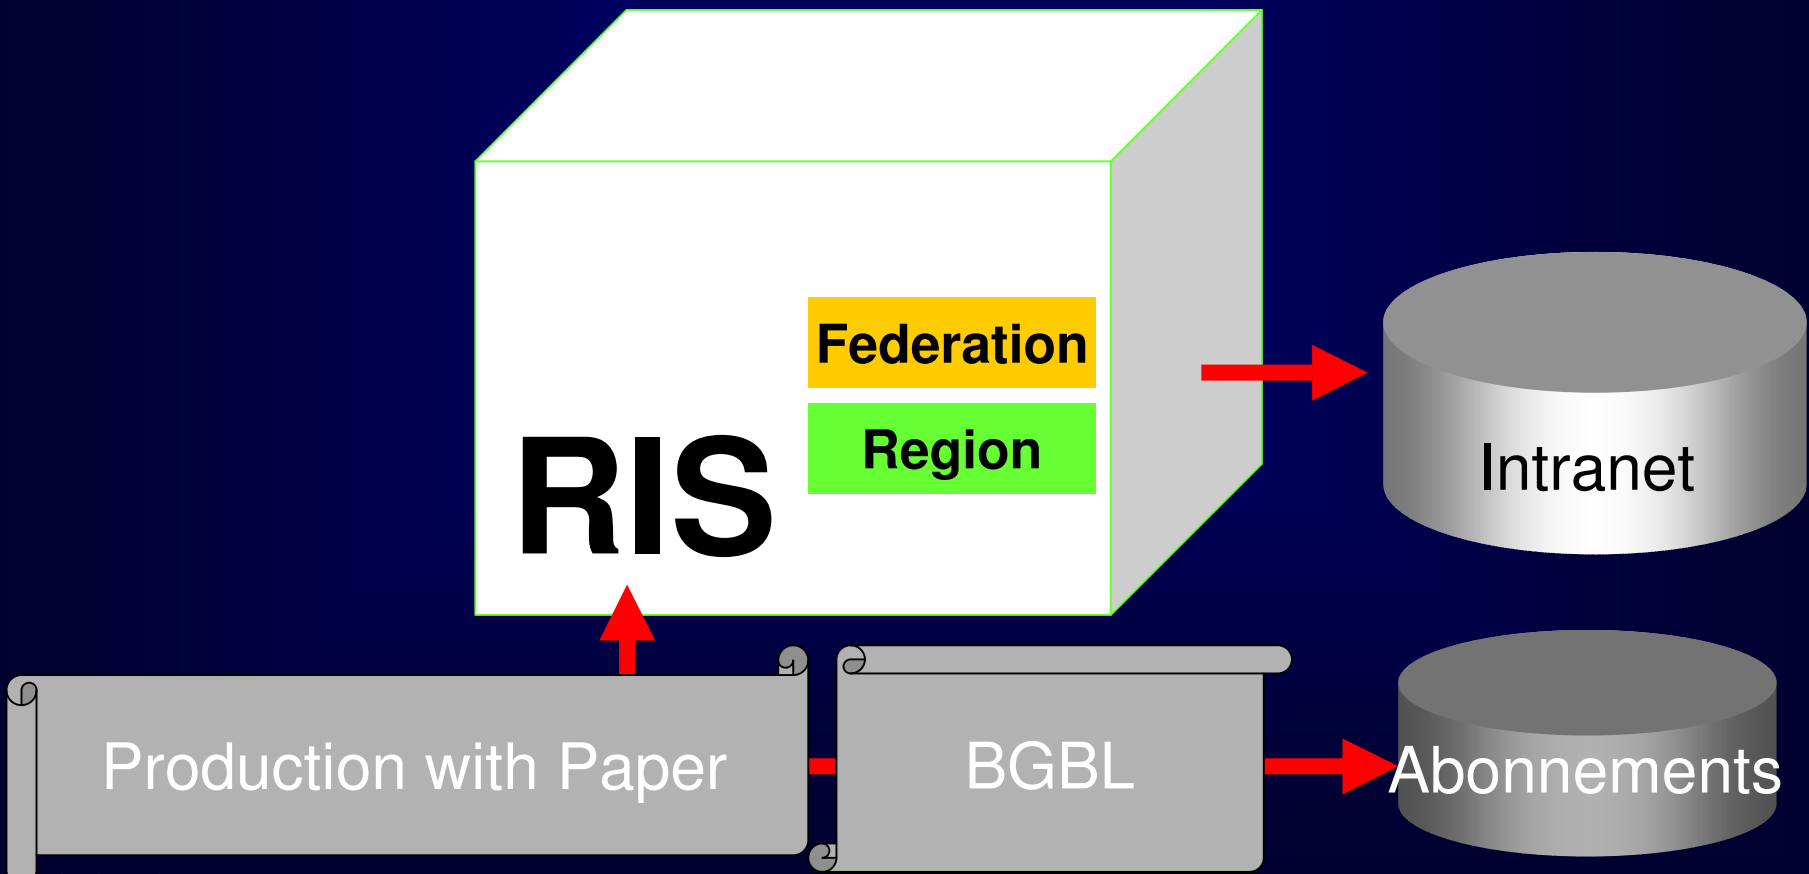 Federation
Region
RIS
Intranet
Production with Paper
BGBL
Abonnements